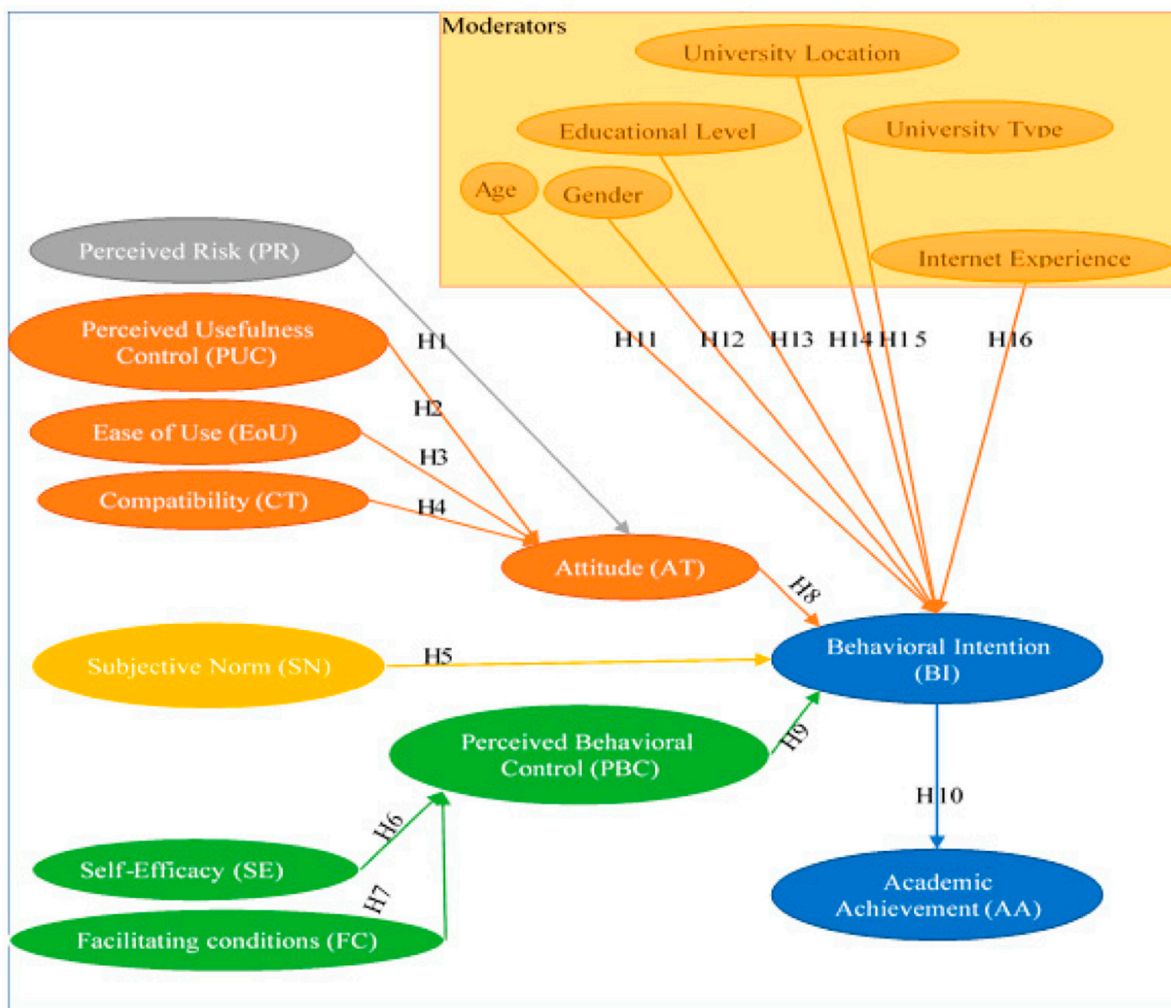 Moderators
University Location
Educational Level
University Type
Age
Gender
Perceived Risk (PR)
Internet Experience
Perceived Usefulness
Control (PUC)
H1
H11
H12
H13
H14
H1 5
H16
H2
Ease of Use (EoU)
H3
Compatibility (CT)
H4
Attitude (AT)
H8
Subjective Norm (SN)
H5
Behavioral Intention
(BI)
Perceived Behavioral
Control (PBC)
H9
H10
H6
Self-Efficacy (SE)
H7
Academic
Achievement (AA)
Facilitating conditions (FC)